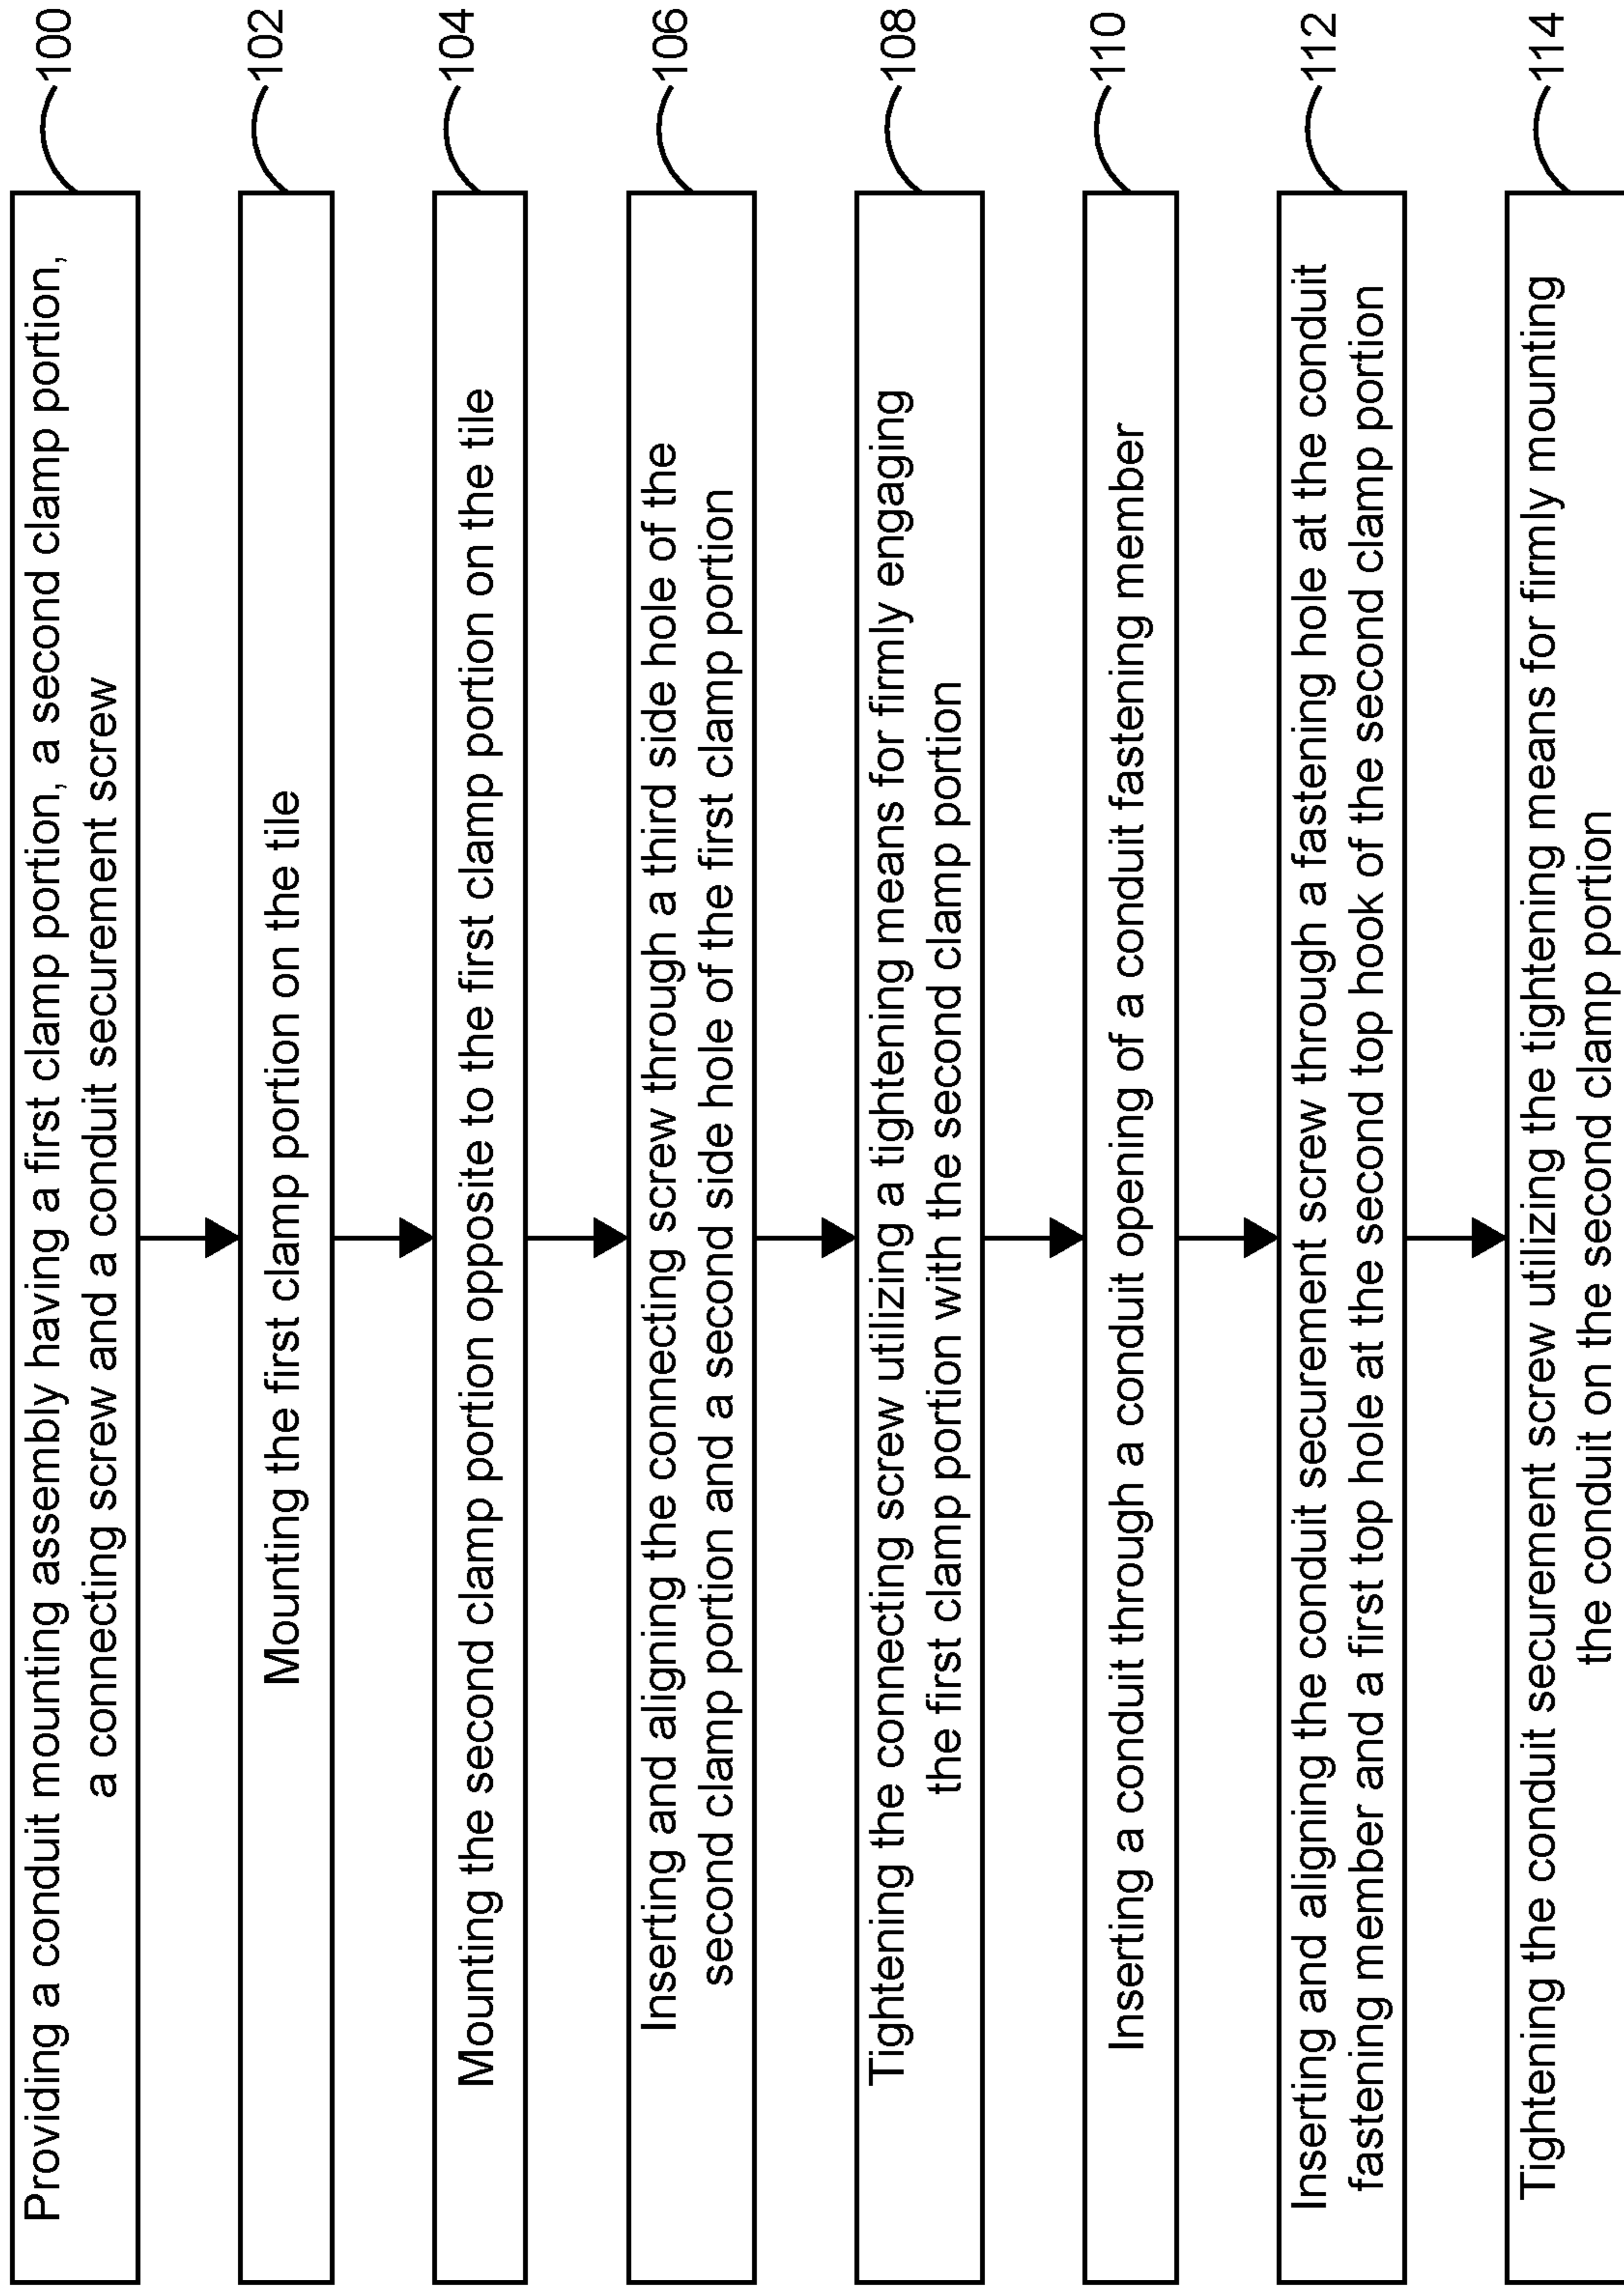 Providing a conduit mounting assembly having a first clamp portion, a second clamp portion,
a connecting screw and a conduit securement screw
100
Mounting the first clamp portion on the tile
102
Mounting the second clamp portion opposite to the first clamp portion on the tile
104
Inserting and aligning the connecting screw through a third side hole of the
second clamp portion and a second side hole of the first clamp portion
106
Tightening the connecting screw utilizing a tightening means for firmly engaging
the first clamp portion with the second clamp portion
108
Inserting a conduit through a conduit opening of a conduit fastening member
110
Inserting and aligning the conduit securement screw through a fastening hole at the conduit
fastening member and a first top hole at the second top hook of the second clamp portion
112
Tightening the conduit securement screw utilizing the tightening means for firmly mounting
the conduit on the second clamp portion
114